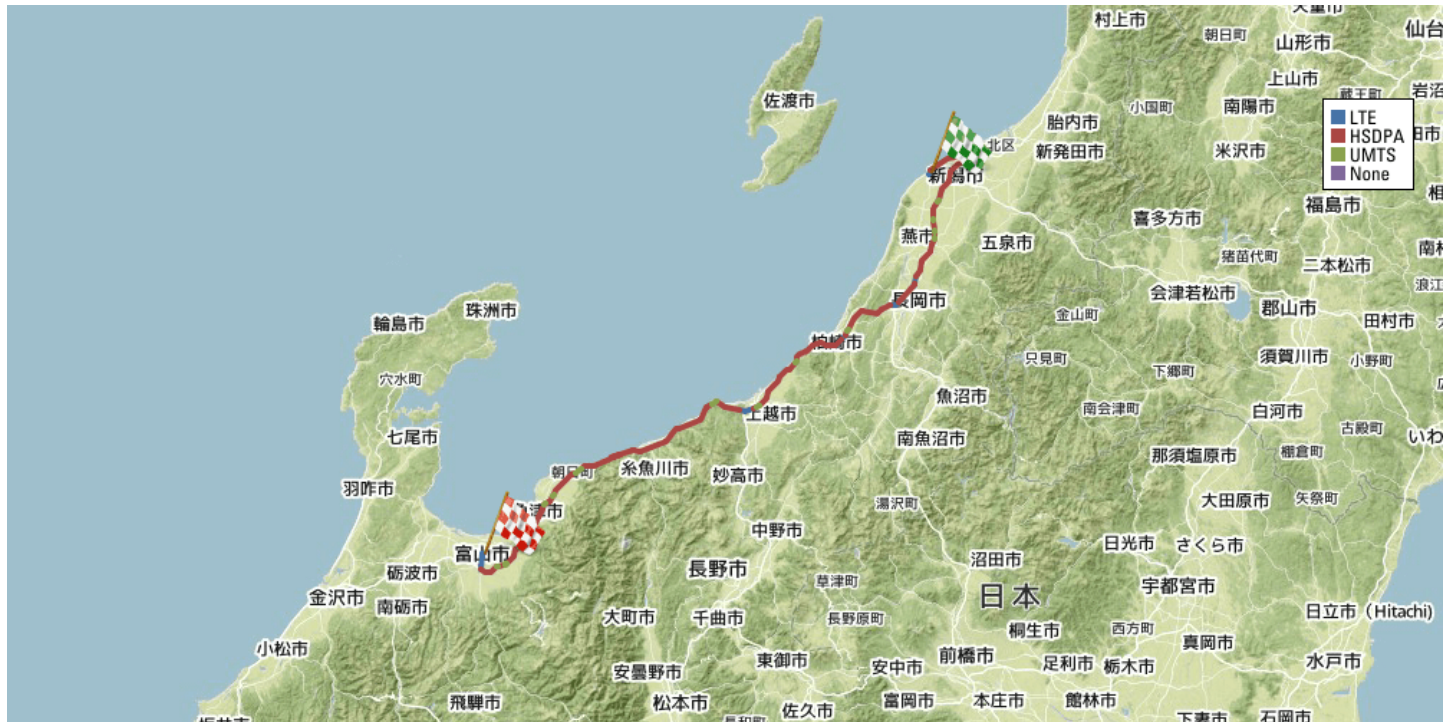 村上市
朝日町
山形市
仙台
上山市
蔵王町
岩沼
小国町
南陽市
佐渡市
胎内市
LTE
HSDPA
UMTS
None
北区
新発田市
米沢市
新潟市
相
福島市
喜多方市
燕市
五泉市
猪苗代町
二本松市
南
浪江
長岡市
会津若松市
郡山市
田村市
金山町
珠洲市
輪島市
柏崎市
須賀川市
小野町
只見町
下郷町
穴水町
魚沼市
南会津町
白河市
上越市
古殿町
いわ
七尾市
南魚沼市
棚倉町
那須塩原市
朝日町
糸魚川市
妙高市
羽咋市
湯沢町
大田原市
矢祭町
中野市
富山市
日光市
さくら市
沼田市
砺波市
長野市
草津町
宇都宮市
日本
金沢市
南砺市
大町市
千曲市
長野原町
日立市 (Hitachi)
桐生市
西方町
真岡市
小松市
東御市
安中市
前橋市
足利市
栃木市
水戸市
安曇野市
飛騨市
松本市
佐久市
富岡市
本庄市
館林市
下妻市
石岡市